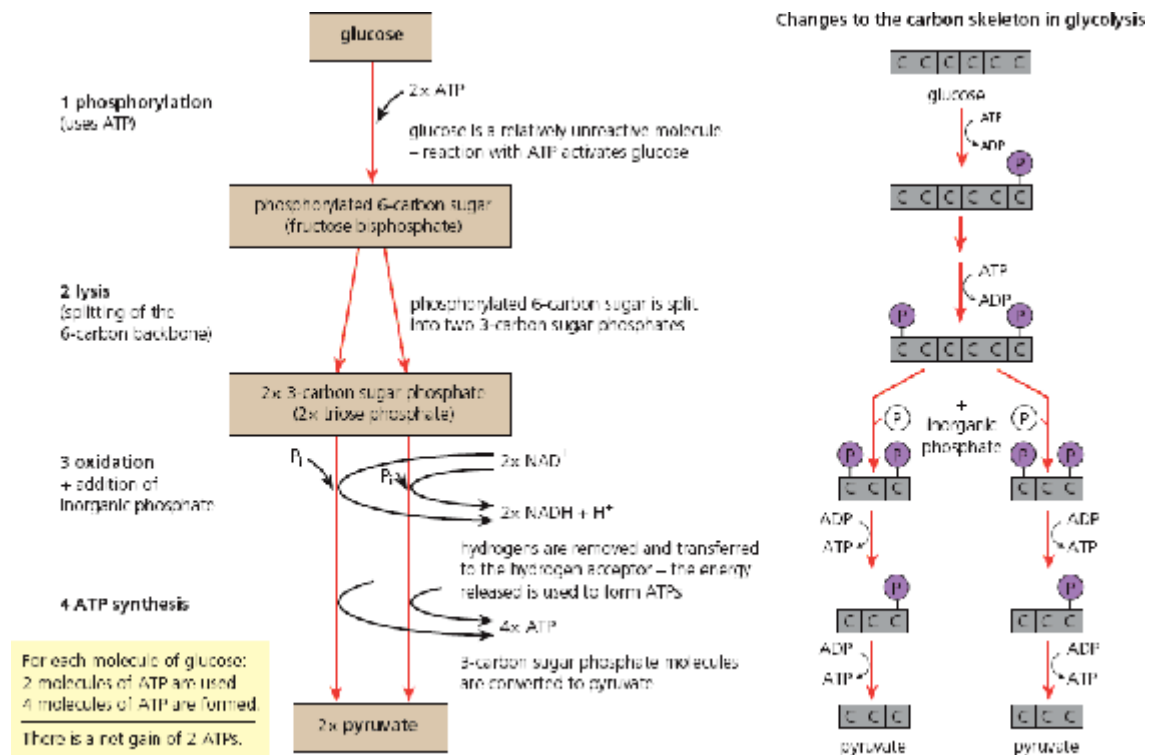 glucose
2x ATP
1 phosphorylation
(uses ATP)
glucose is a relatively unreactive molecule
– reaction with ATP activates glucose
phosphorylated 6-carbon sugar
(fructose bisphosphate)
2 lysis
(splitting of the
6-carbon backbone)
phosphorylated 6-carbon sugar is split
into two 3-carbon sugar phosphates
2x 3-carbon sugar phosphate
(2x triose phosphate)
3 oxidation
+ addition of
inorganic phosphate
Pi
Pi
2x NAD+
2x NADH + H+
hydrogens are removed and transferred
to the hydrogen acceptor – the energy
released is used to form ATPs
4 ATP synthesis
4x ATP
3-carbon sugar phosphate molecules
are converted to pyruvate
For each molecule of glucose:
2 molecules of ATP are used
4 molecules of ATP are formed.
There is a net gain of 2 ATPs.
2x pyruvate
Changes to the carbon skeleton in glycolysis
C C C C C C
glucose
ATP
ADP
P
C C C C C C
ATP
ADP
P P
C C C C C C
P + P
inorganic
phosphate
P P P P
C C C C C C
ADP ADP
ATP ATP
P P
C C C C C C
ADP ADP
ATP ATP
C C C C C C
pyruvate pyruvate